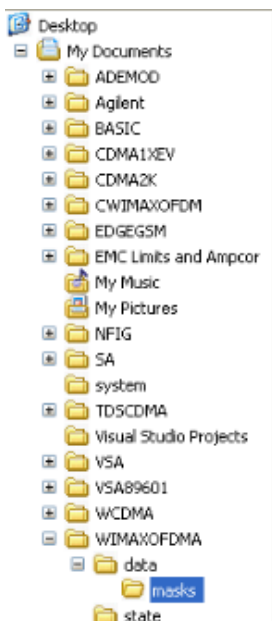 Desktop
My Documents
ADEMOD
Agilent
BASIC
CDMA1XEV
CDMA2K
CWIMAXOFDM
EDGEGSM
EMC Limits and Ampcor
My Music
My Pictures
NFIG
SA
system
TDSCDMA
Visual Studio Projects
VSA
VSA89601
WCDMA
WIMAXOFDMA
data
masks
state